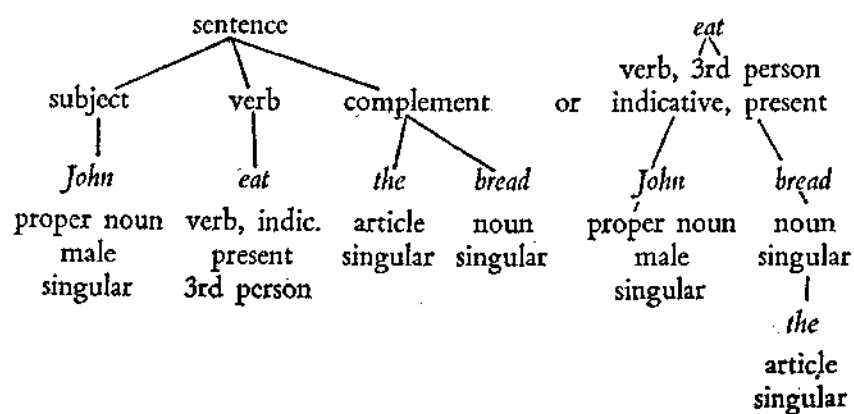 sentence
subject verb complement
John eat the bread
proper noun verb, indic. article noun
male present singular singular
singular 3rd person
or
eat
verb, 3rd person
indicative, present
John bread
proper noun noun
male singular
singular
the
article
singular